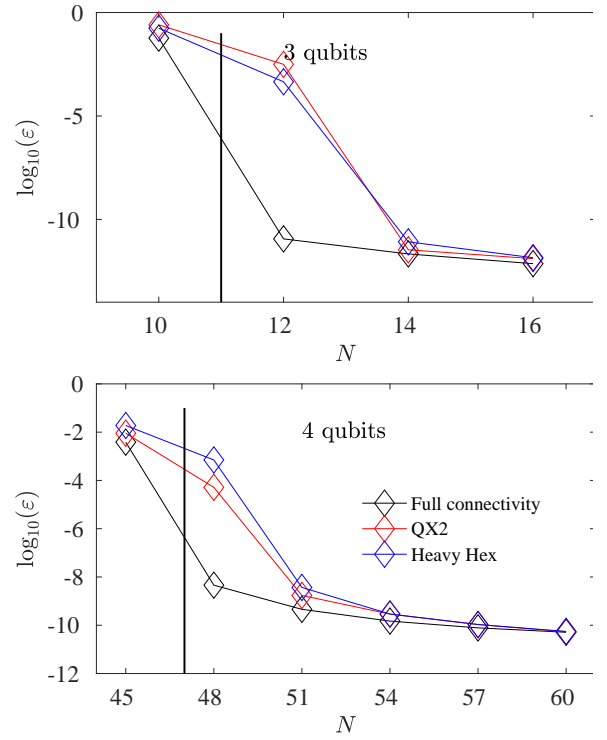 0
3 qubits
-5
log₁₀(ε)
-10
10 12 14 16
N
0
4 qubits
-2
-4
log₁₀(ε)
Full connectivity
-6
QX2
Heavy Hex
-8
-10
-12
45 48 51 54 57 60
N